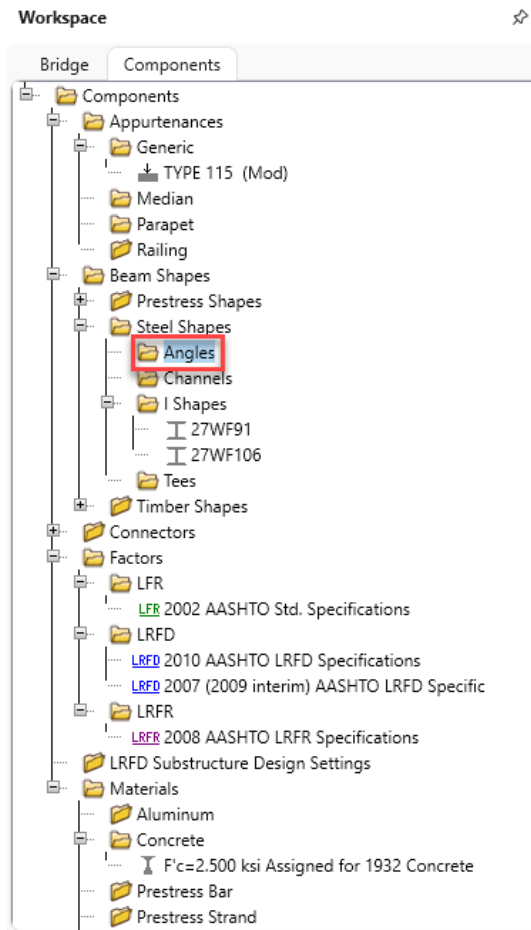 Workspace
Bridge Components
Components
Appurtenances
Generic
TYPE 115 (Mod)
Median
Parapet
Railing
Beam Shapes
Prestress Shapes
Steel Shapes
Angles
Channels
I Shapes
27WF91
27WF106
Tees
Timber Shapes
Connectors
Factors
LFR
LFR 2002 AASHTO Std. Specifications
LRFD
LRFD 2010 AASHTO LRFD Specifications
LRFD 2007 (2009 interim) AASHTO LRFD Specific
LRFR
LRFR 2008 AASHTO LRFR Specifications
LRFD Substructure Design Settings
Materials
Aluminum
Concrete
F'c=2.500 ksi Assigned for 1932 Concrete
Prestress Bar
Prestress Strand